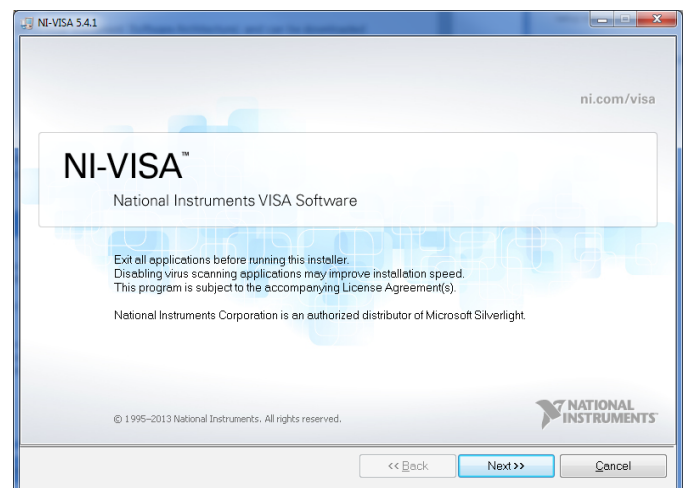 NI-VISA 5.4.1
ni.com/visa
NI-VISA™
National Instruments VISA Software
Exit all applications before running this installer.
Disabling virus scanning applications may improve installation speed.
This program is subject to the accompanying License Agreement(s).
National Instruments Corporation is an authorized distributor of Microsoft Silverlight.
© 1995–2013 National Instruments. All rights reserved.
NATIONAL
INSTRUMENTS™
<< Back
Next >>
Cancel